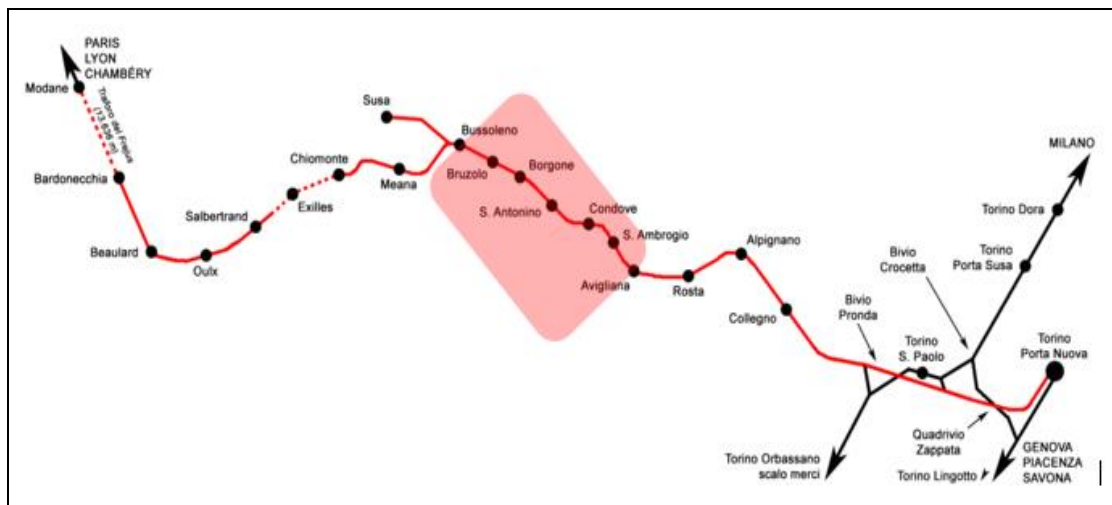 PARIS
LYON
CHAMBÉRY
Modane
Traforo del Frejus
(13.636 m)
Bardonecchia
Beaulard
Oulx
Salbertrand
Exilles
Chiomonte
Meana
Susa
Bussoleno
Bruzolo
Borgone
S. Antonino
Condove
S. Ambrogio
Avigliana
Rosta
Alpignano
Collegno
Bivio
Pronda
Torino
S. Paolo
Bivio
Crocetta
MILANO
Torino Dora
Torino
Porta Susa
Torino
Porta Nuova
Quadrivio
Zappata
Torino Orbassano
scalo merci
Torino Lingotto
GENOVA
PIACENZA
SAVONA